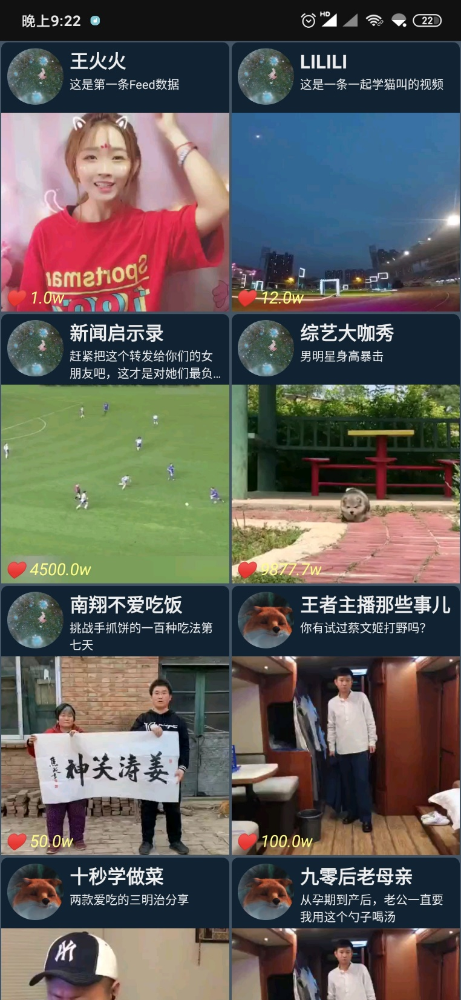 晚上9:22
HD
22
王火火
这是第一条Feed数据
LILILI
这是一条一起学猫叫的视频
Sportsman
1.0w
12.0w
新闻启示录
赶紧把这个转发给你们的女
朋友吧，这才是对她们最负...
综艺大咖秀
男明星身高暴击
4500.0w
9877.7w
南翔不爱吃饭
挑战手抓饼的一百种吃法第
七天
王者主播那些事儿
你有试过蔡文姬打野吗？
神笑涛姜
50.0w
100.0w
十秒学做菜
两款爱吃的三明治分享
九零后老母亲
从孕期到产后，老公一直要
我用这个勺子喝汤
NY